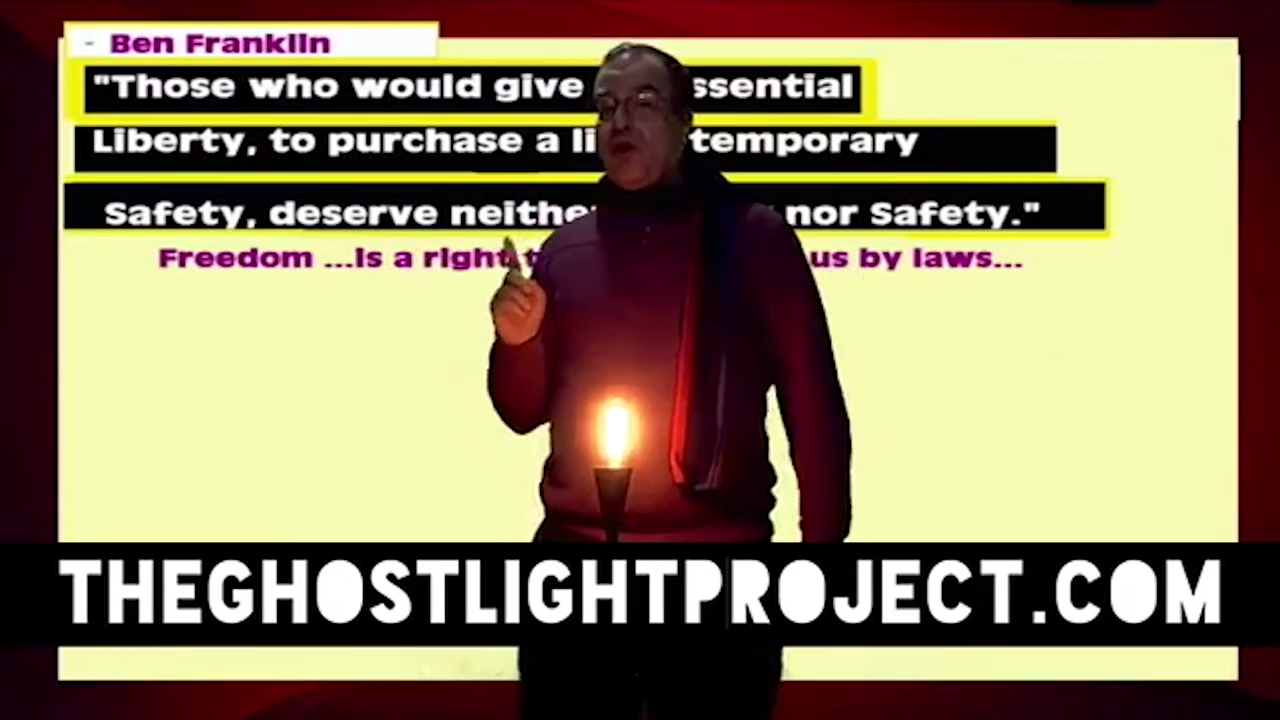 - Ben Franklin
"Those who would give ssential
Liberty, to purchase a li temporary
Safety, deserve neithe nor Safety."
Freedom ...is a right us by laws...
THEGHOSTLIGHTPROJECT.COM